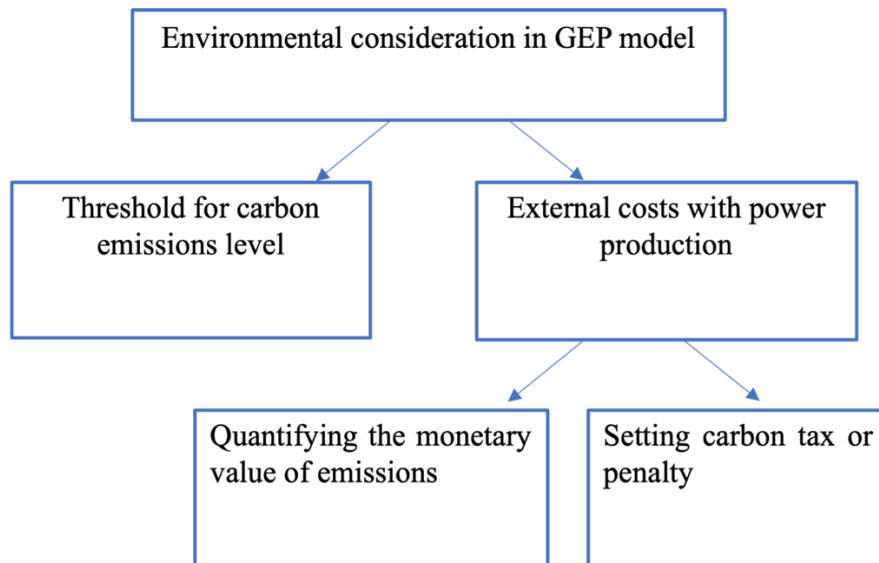 Environmental consideration in GEP model
Threshold for carbon
emissions level
External costs with power
production
Quantifying the monetary
value of emissions
Setting carbon tax or
penalty